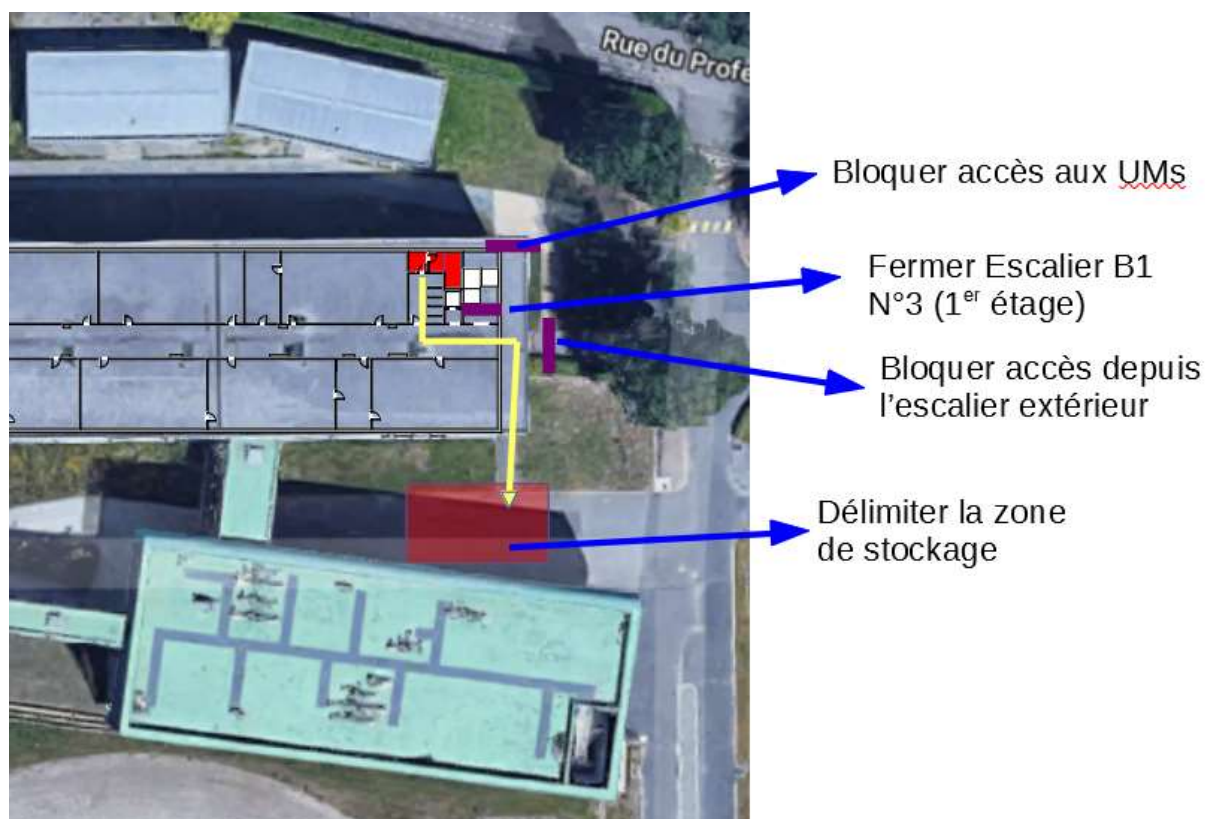 Rue du Profe
Bloquer accès aux UMs
Fermer Escalier B1
N°3 (1er étage)
Bloquer accès depuis
l'escalier extérieur
Délimiter la zone
de stockage